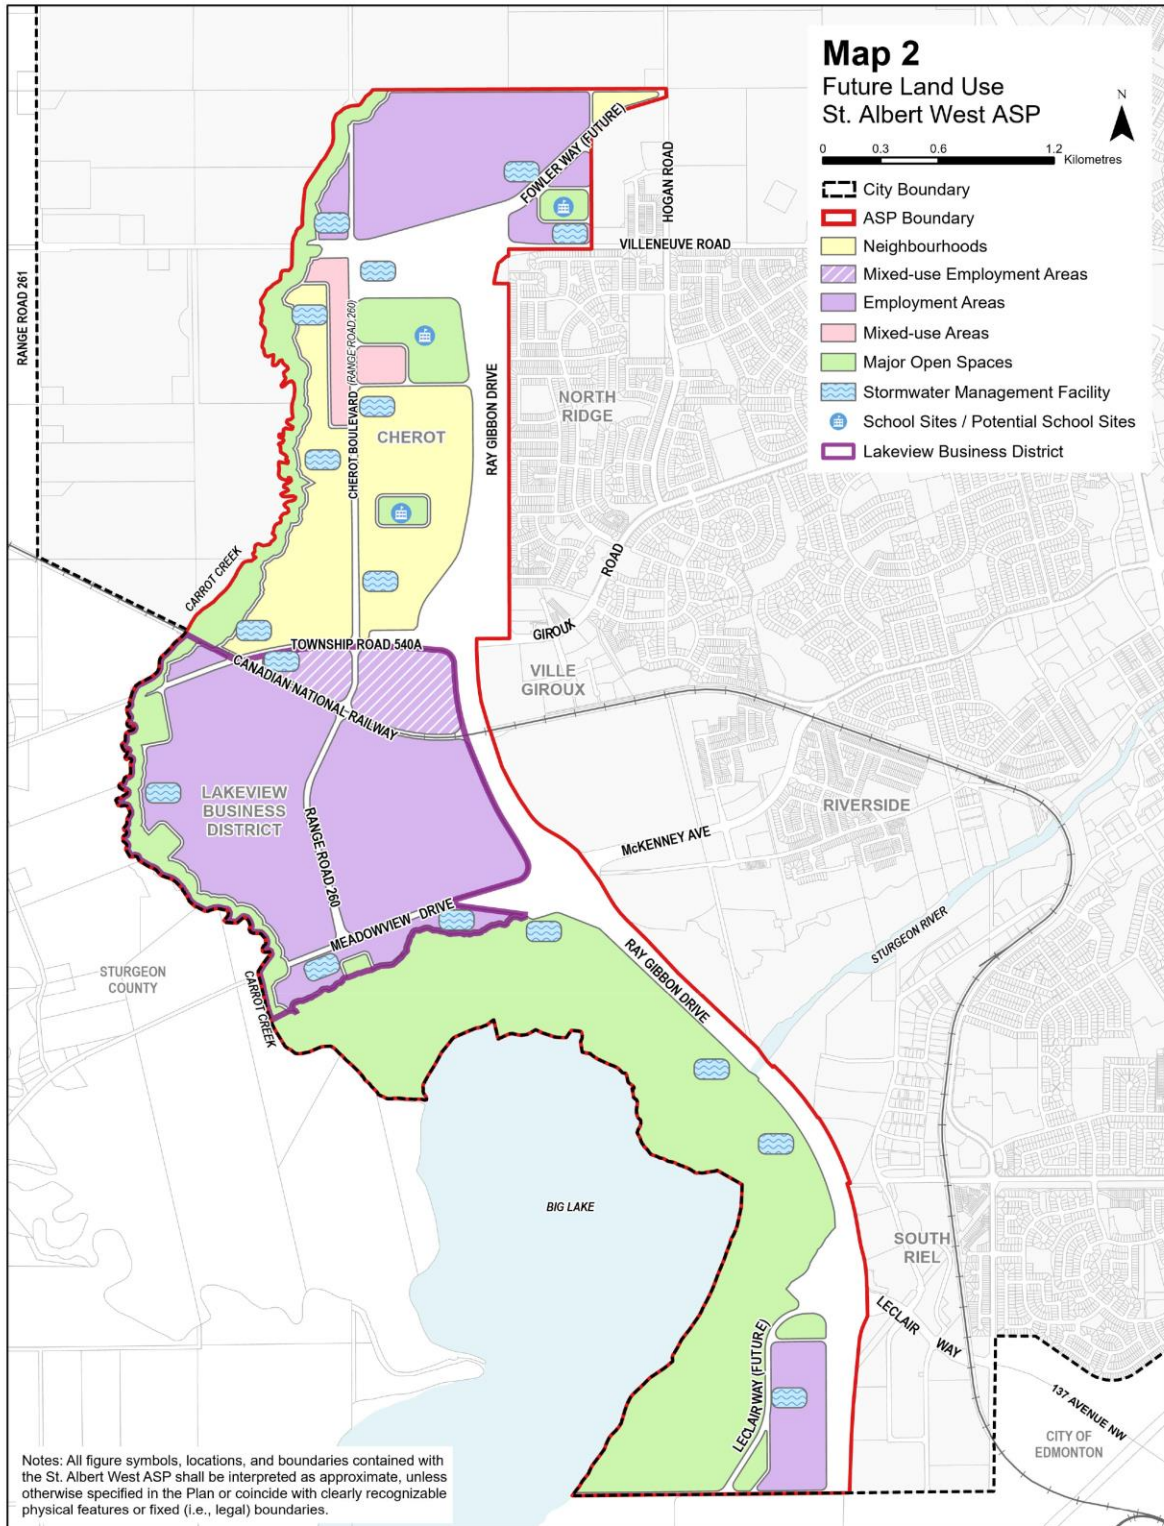 Map 2
Future Land Use
St. Albert West ASP
N
0 0.3 0.6 1.2
Kilometres
City Boundary
ASP Boundary
Neighbourhoods
Mixed-use Employment Areas
Employment Areas
Mixed-use Areas
Major Open Spaces
Stormwater Management Facility
School Sites / Potential School Sites
Lakeview Business District
FOWLER WAY (FUTURE)
HOGAN ROAD
VILLENEUVE ROAD
RANGE ROAD 261
CHEROT BOULEVARD (RANGE ROAD 260)
RAY GIBBON DRIVE
NORTH
RIDGE
CHEROT
CARROT CREEK
GIROUX
ROAD
TOWNSHIP ROAD 540A
CANADIAN NATIONAL RAILWAY
VILLE
GIROUX
LAKEVIEW
BUSINESS
DISTRICT
RANGE ROAD 260
RIVERSIDE
McKENNEY AVE
MEADOWVIEW DRIVE
STURGEON RIVER
STURGEON
COUNTY
CARROT CREEK
RAY GIBBON DRIVE
BIG LAKE
SOUTH
RIEL
LECLAIR WAY
LECLAIR WAY (FUTURE)
137 AVENUE NW
CITY OF
EDMONTON
Notes: All figure symbols, locations, and boundaries contained with
the St. Albert West ASP shall be interpreted as approximate, unless
otherwise specified in the Plan or coincide with clearly recognizable
physical features or fixed (i.e., legal) boundaries.